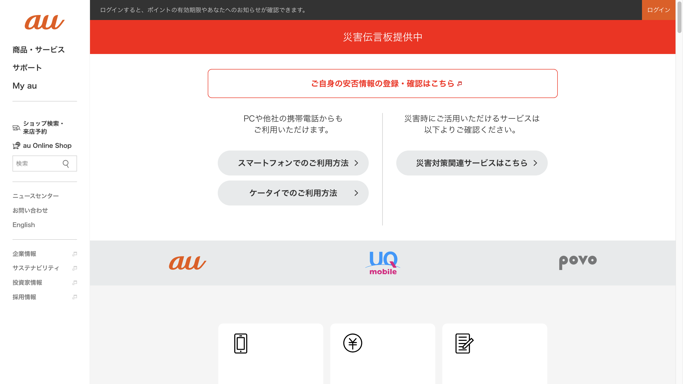 au
商品・サービス
サポート
My au
ショップ検索・
来店予約
au Online Shop
検索
ニュースセンター
お問い合わせ
English
企業情報
サステナビリティ
投資家情報
採用情報
ログインすると、ポイントの有効期限やあなたへのお知らせが確認できます。
ログイン
災害伝言板提供中
ご自身の安否情報の登録・確認はこちら
PCや他社の携帯電話からも
ご利用いただけます。
スマートフォンでのご利用方法
ケータイでのご利用方法
災害時にご活用いただけるサービスは
以下よりご確認ください。
災害対策関連サービスはこちら
au
UQ
mobile
povo